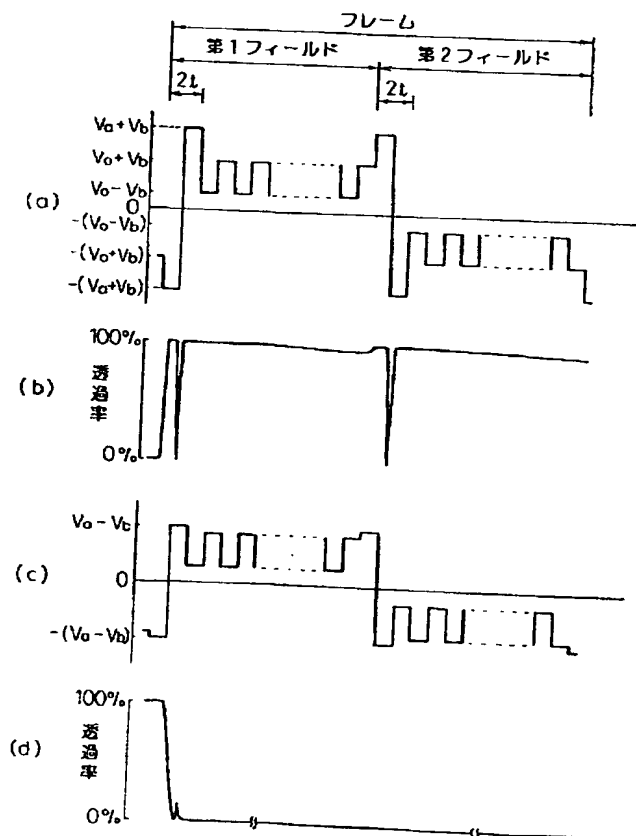 フレーム
第1フィールド
第2フィールド
2t
2t
(a)
Va+Vb
Vo+Vb
Vo-Vb
0
-(Vo-Vb)
-(Vo+Vb)
-(Va+Vb)
(b)
100%
透過率
0%
(c)
Va-Vb
0
-(Va-Vb)
(d)
100%
透過率
0%